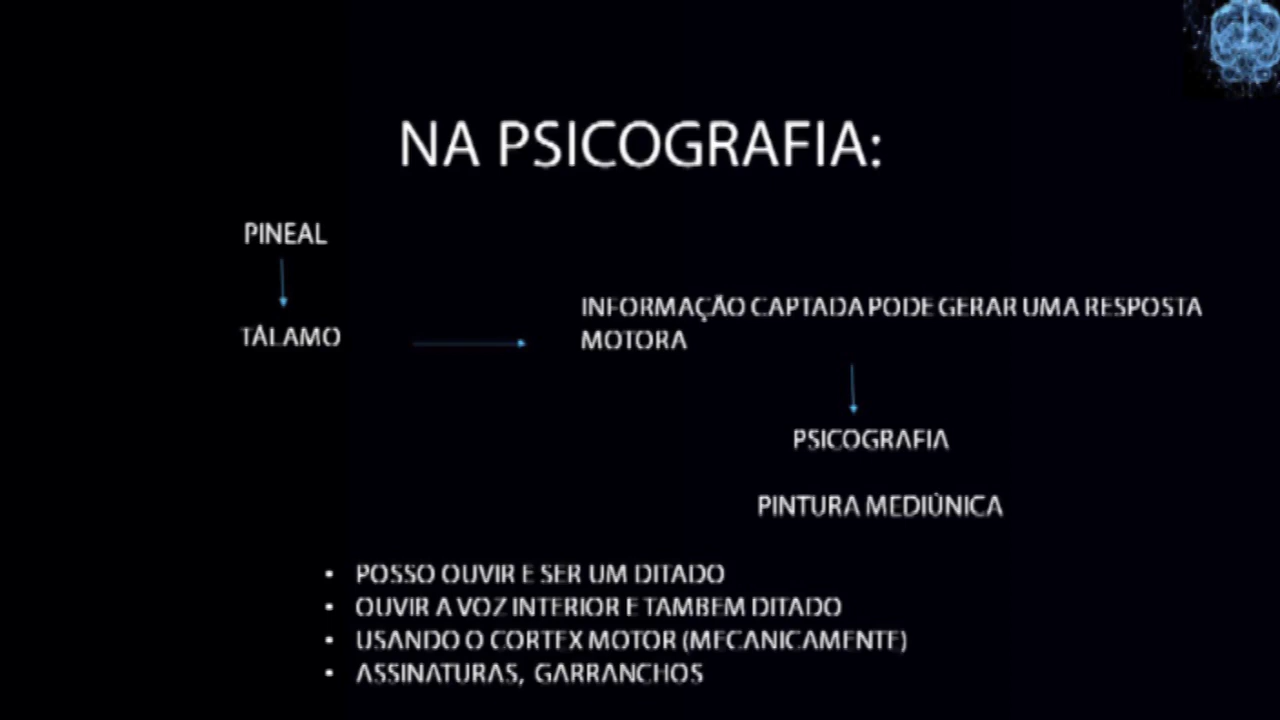 NA PSICOGRAFIA:
PINEAL
TÁLAMO
INFORMAÇÃO CAPTADA PODE GERAR UMA RESPOSTA
MOTORA
PSICOGRAFIA
PINTURA MEDIÚNICA
• POSSO OUVIR E SER UM DITADO
• OUVIR A VOZ INTERIOR E TAMBEM DITADO
• USANDO O CORTEX MOTOR (MECANICAMENTE)
• ASSINATURAS, GARRANCHOS